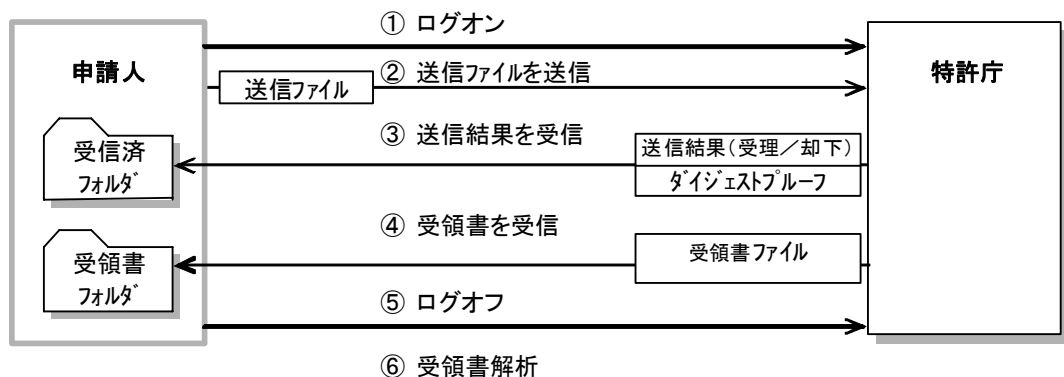 ① ログオン
申請人
特許庁
② 送信ファイルを送信
送信ﾌｧｲﾙ
③ 送信結果を受信
受信済
ﾌｫﾙﾀﾞ
送信結果(受理／却下)
ﾀﾞｲｼﾞｪｽﾄﾌﾟﾙｰﾌ
④ 受領書を受信
受領書
ﾌｫﾙﾀﾞ
受領書ﾌｧｲﾙ
⑤ ログオフ
⑥ 受領書解析